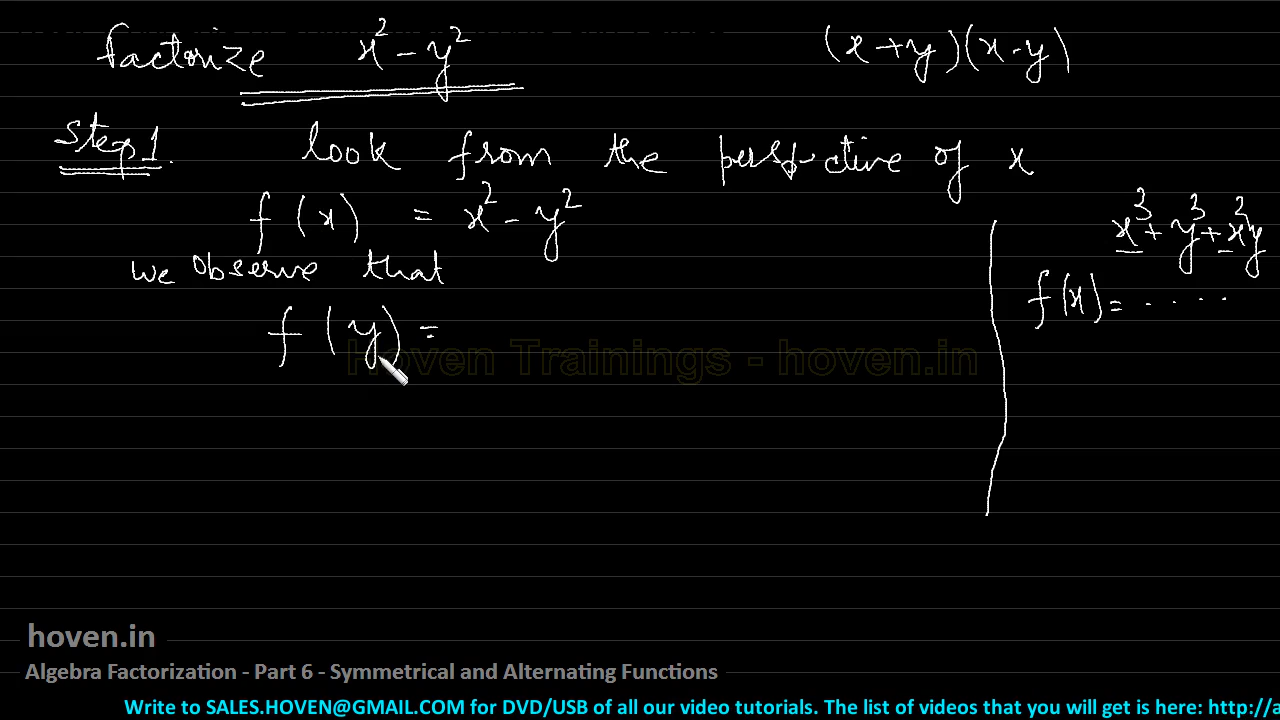 factorize x² - y² (x + y)(x - y)
Step 1. look from the perspective of x
f(x) = x² - y²
x³ + y³ + x²y
we observe that
f(x) = ......
f(y) =
Hoven Trainings - hoven.in
hoven.in
Algebra Factorization - Part 6 - Symmetrical and Alternating Functions
Write to SALES.HOVEN@GMAIL.COM for DVD/USB of all our video tutorials. The list of videos that you will get is here: http://a